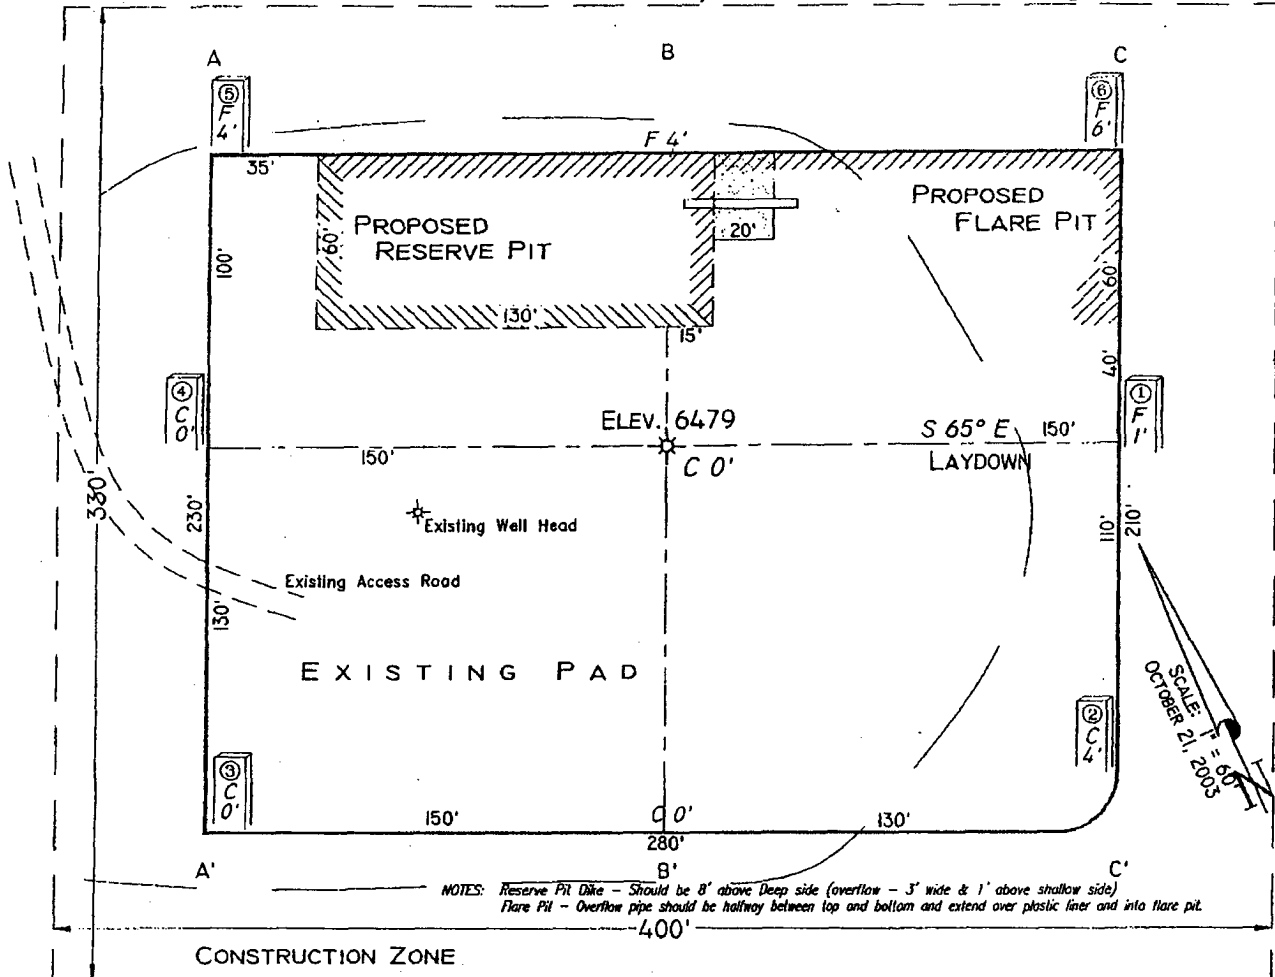 A
B
C
⑤
F
4'
⑥
F
6'
F 4'
35'
PROPOSED
RESERVE PIT
PROPOSED
FLARE PIT
60'
20'
100'
60'
130'
15'
40'
④
C
0'
①
F
1'
ELEV. 6479
S 65° E
150'
150'
C 0'
LAYDOWN
330'
230'
Existing Well Head
110'
210'
Existing Access Road
130'
EXISTING PAD
SCALE: 1" = 60'
OCTOBER 21, 2003
②
C
4'
③
C
0'
150'
C 0'
130'
280'
A'
B'
C'
NOTES: Reserve Pit Dike – Should be 8' above Deep side (overflow – 3' wide & 1' above shallow side)
Flare Pit – Overflow pipe should be halfway between top and bottom and extend over plastic liner and into flare pit.
400'
CONSTRUCTION ZONE